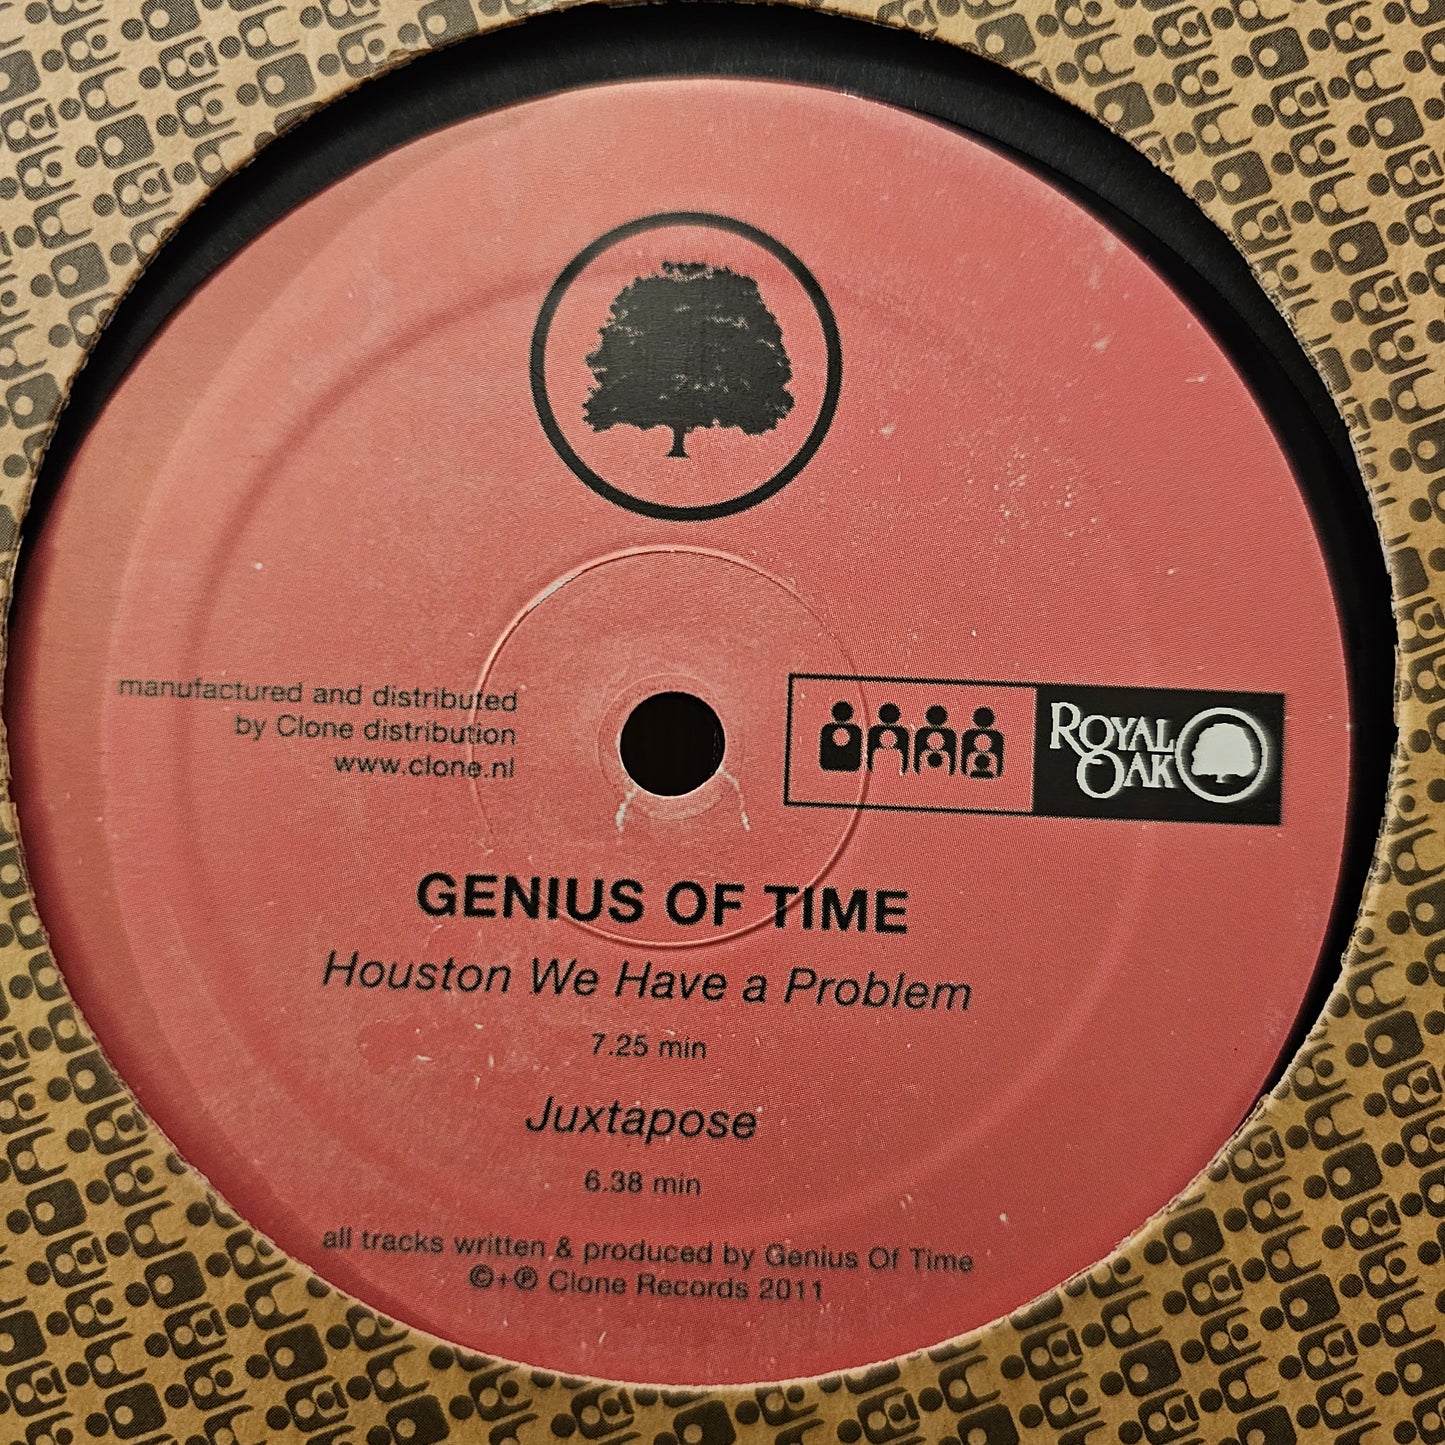 manufactured and distributed
by Clone distribution
www.clone.nl
ROYAL
OAK
GENIUS OF TIME
Houston We Have a Problem
7.25 min
Juxtapose
6.38 min
all tracks written & produced by Genius Of Time
©+℗ Clone Records 2011